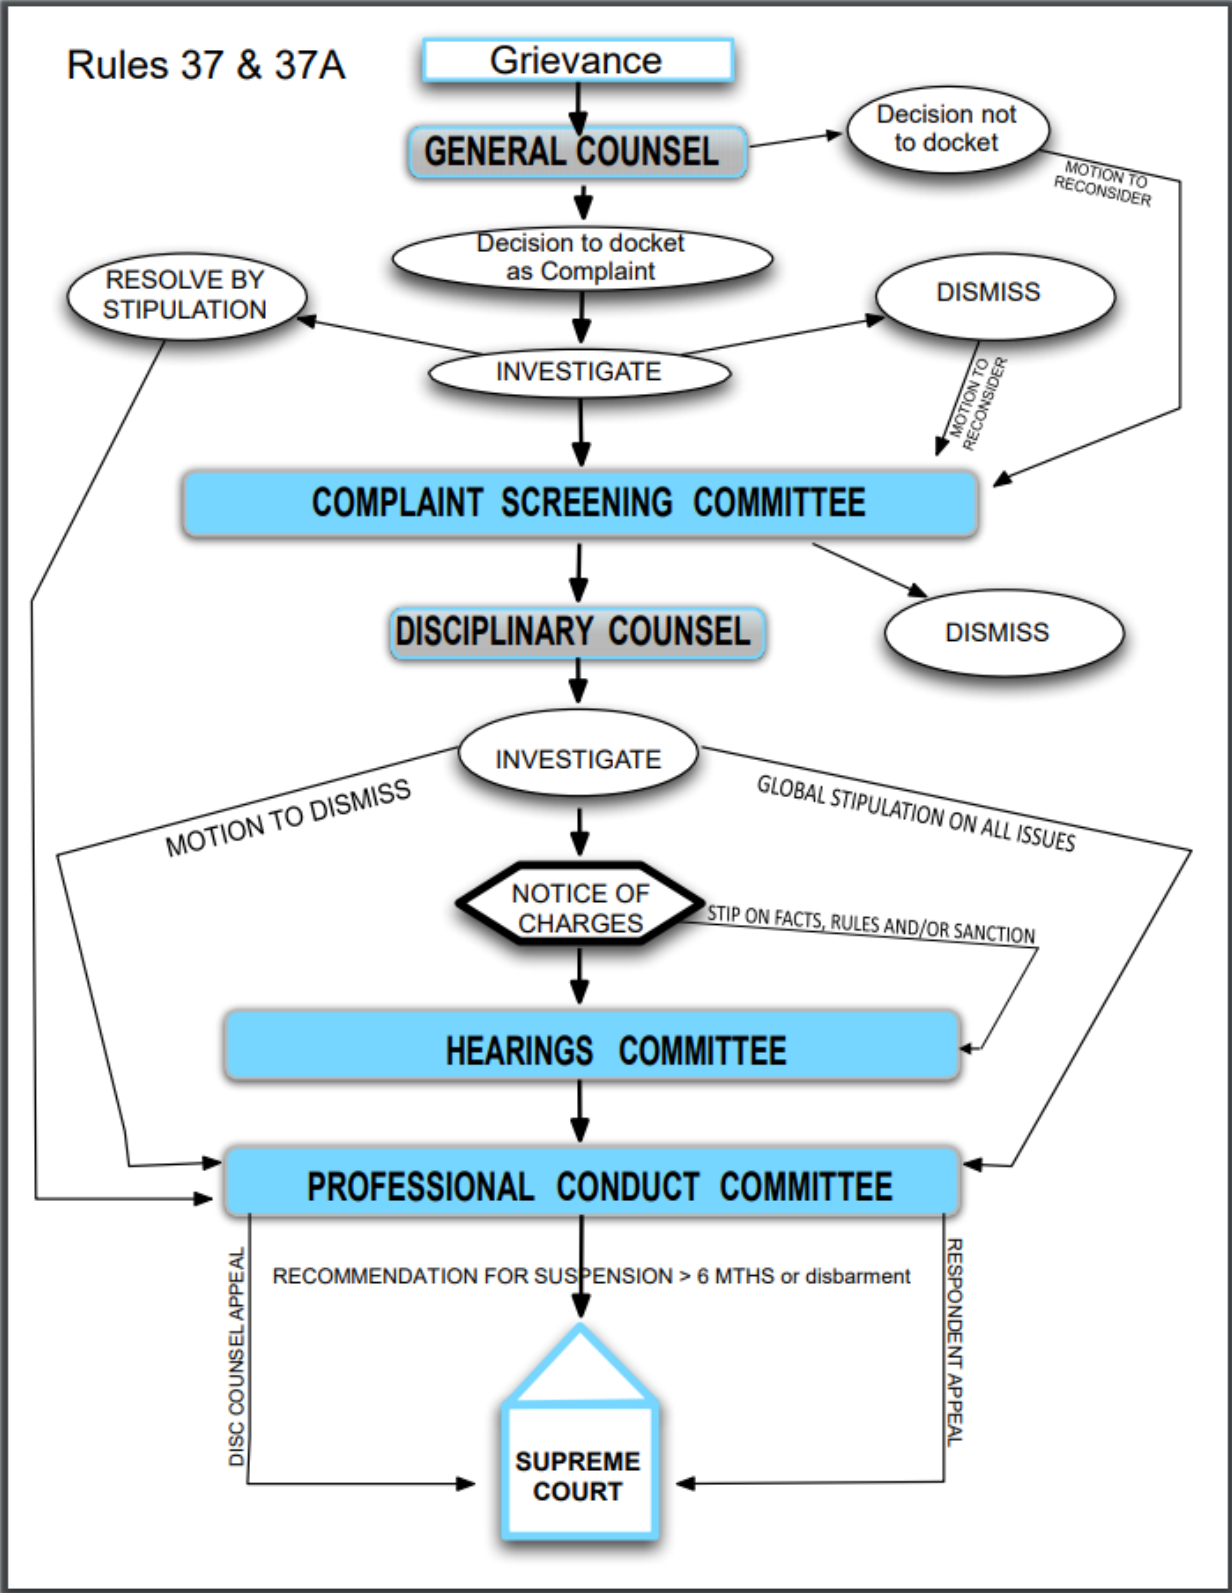 Rules 37 & 37A
Grievance
GENERAL COUNSEL
Decision not
to docket
MOTION TO
RECONSIDER
Decision to docket
as Complaint
RESOLVE BY
STIPULATION
DISMISS
INVESTIGATE
MOTION TO
RECONSIDER
COMPLAINT SCREENING COMMITTEE
DISCIPLINARY COUNSEL
DISMISS
INVESTIGATE
MOTION TO DISMISS
GLOBAL STIPULATION ON ALL ISSUES
NOTICE OF
CHARGES
STIP ON FACTS, RULES AND/OR SANCTION
HEARINGS COMMITTEE
PROFESSIONAL CONDUCT COMMITTEE
DISC COUNSEL APPEAL
RECOMMENDATION FOR SUSPENSION > 6 MTHS or disbarment
RESPONDENT APPEAL
SUPREME
COURT